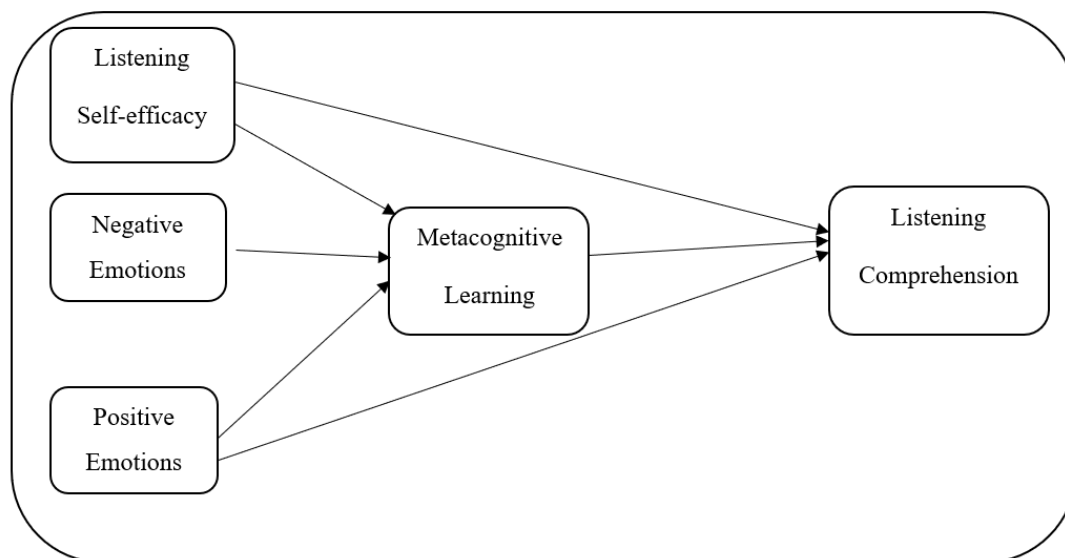 Listening
Self-efficacy
Negative
Emotions
Positive
Emotions
Metacognitive
Learning
Listening
Comprehension